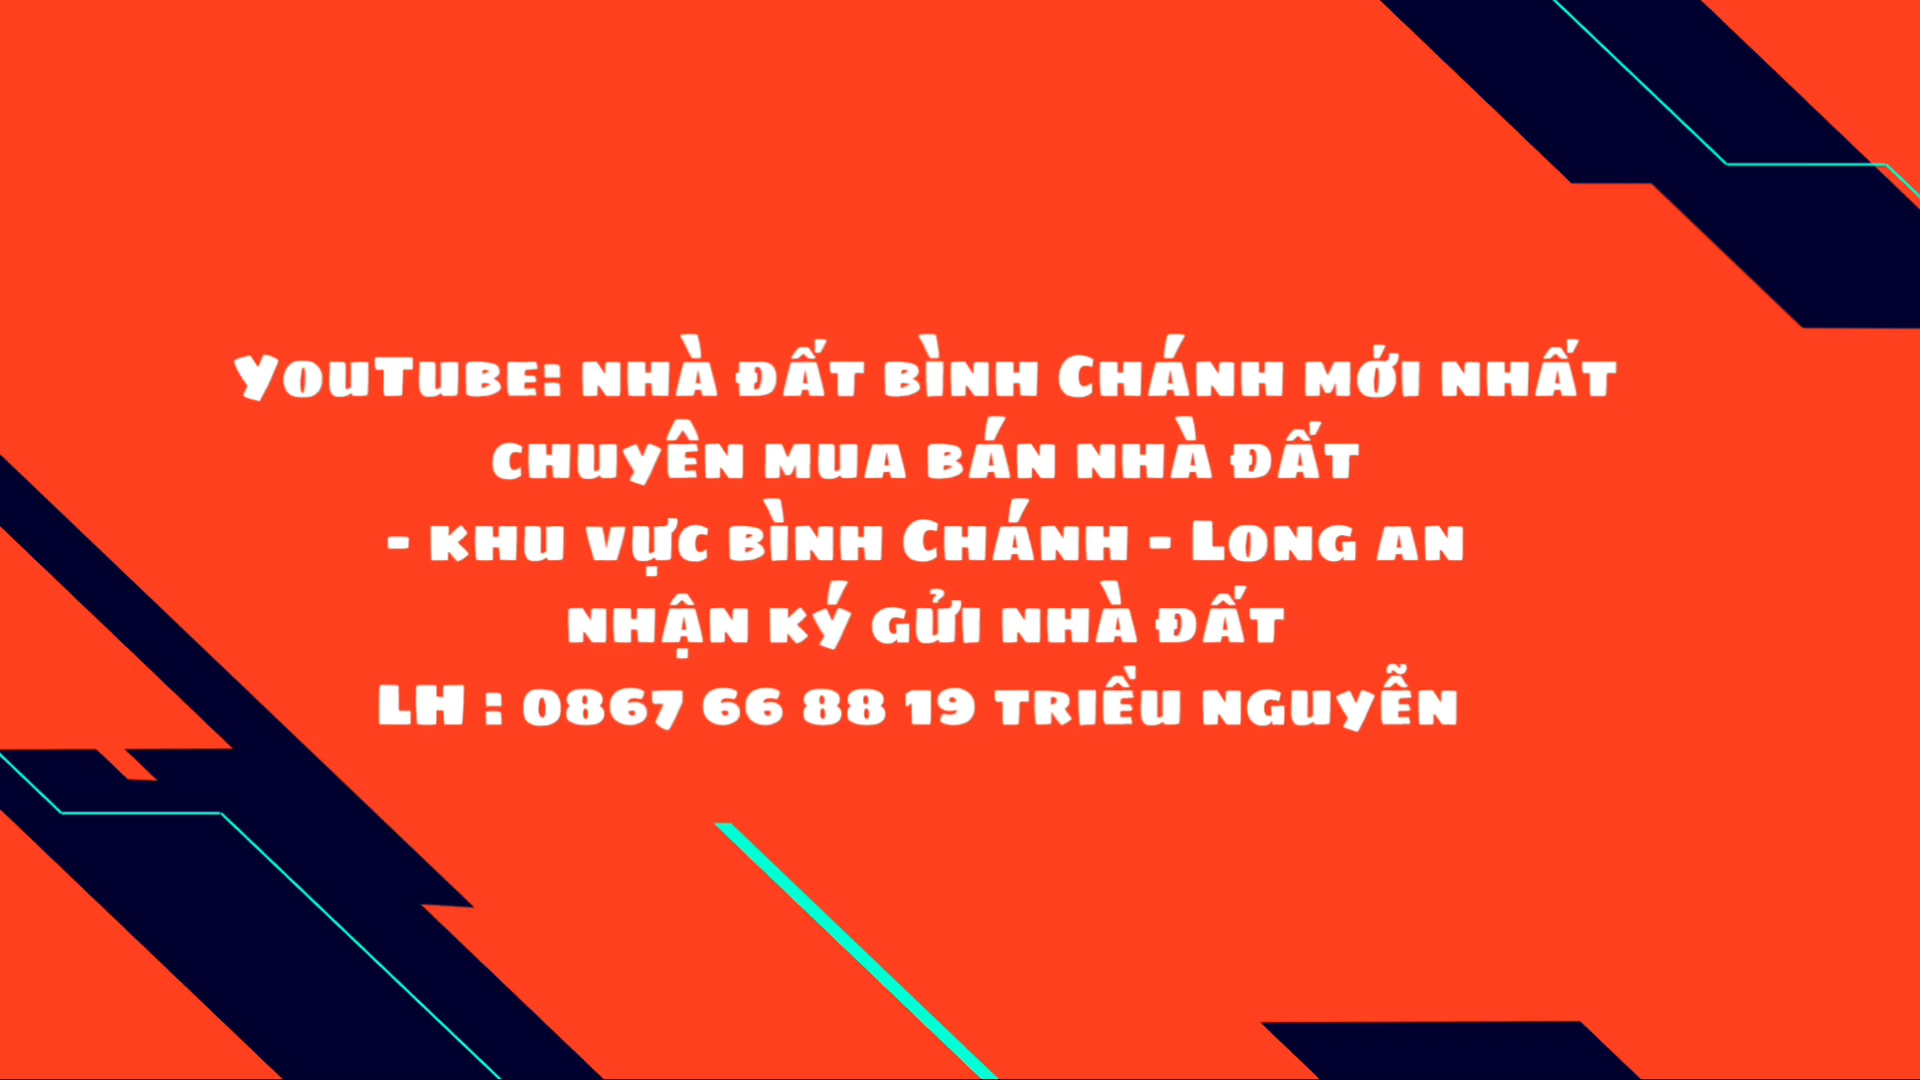 YouTube: nhà đất bình Chánh mới nhất
chuyên mua bán nhà đất
- khu vực bình Chánh - Long an
nhận ký gửi nhà đất
LH : 0867 66 88 19 triều nguyễn